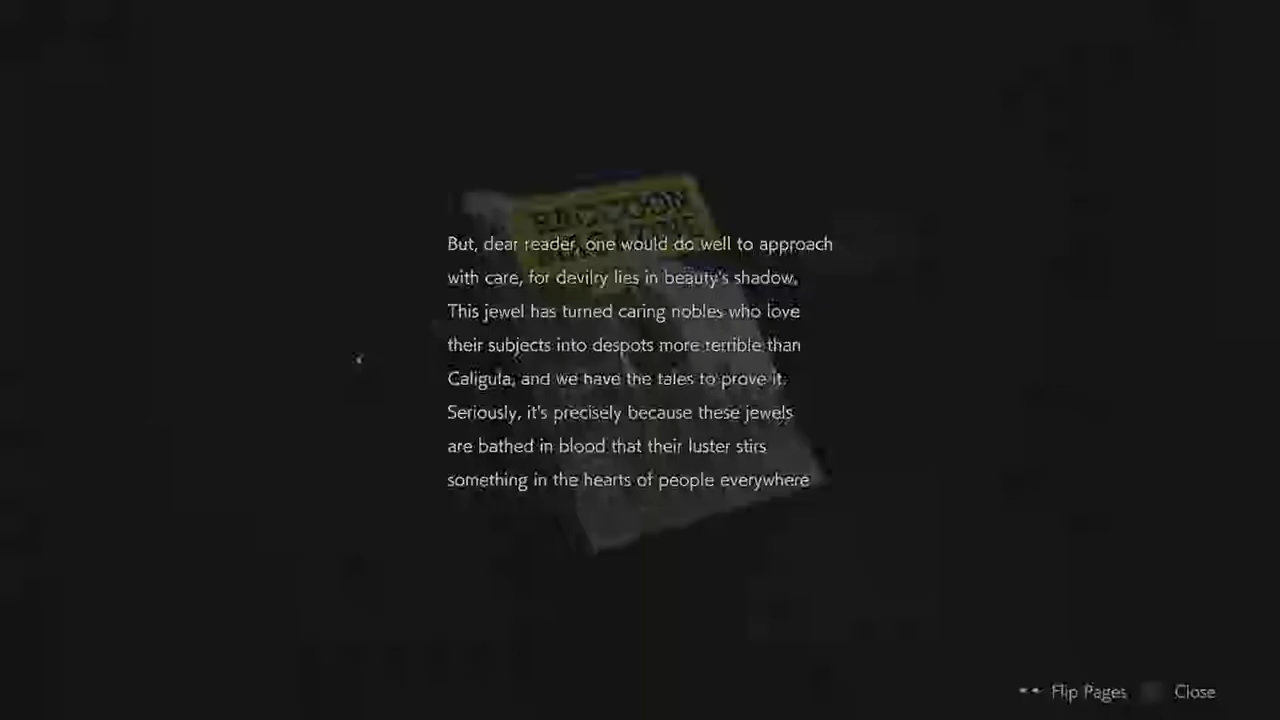 RACCOON
But, dear reader, one would do well to approach
with care, for devilry lies in beauty's shadow.
This jewel has turned caring nobles who love
their subjects into despots more terrible than
Caligula, and we have the tales to prove it.
Seriously, it's precisely because these jewels
are bathed in blood that their luster stirs
something in the hearts of people everywhere
Flip Pages
Close